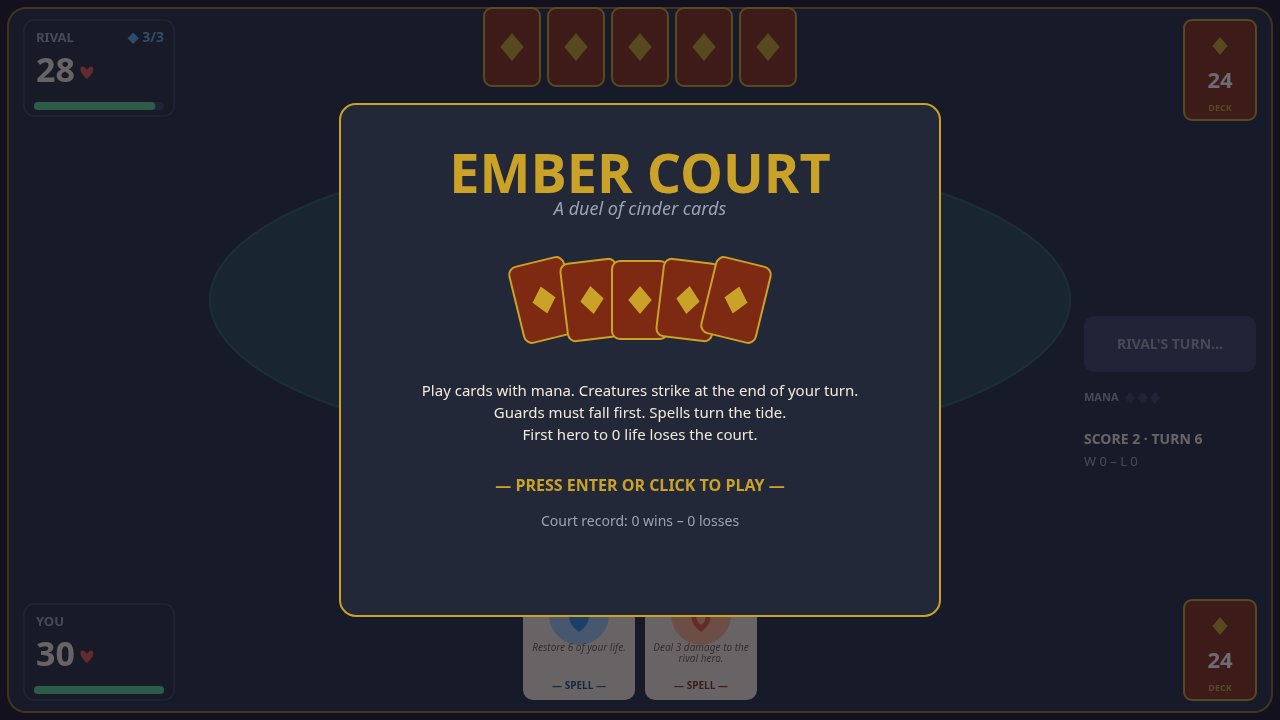 RIVAL
3/3
28
24
DECK
EMBER COURT
A duel of cinder cards
Play cards with mana. Creatures strike at the end of your turn.
Guards must fall first. Spells turn the tide.
First hero to 0 life loses the court.
— PRESS ENTER OR CLICK TO PLAY —
Court record: 0 wins – 0 losses
RIVAL'S TURN...
MANA
SCORE 2 · TURN 6
W 0 – L 0
YOU
30
Restore 6 of your life.
— SPELL —
Deal 3 damage to the
rival hero.
— SPELL —
24
DECK